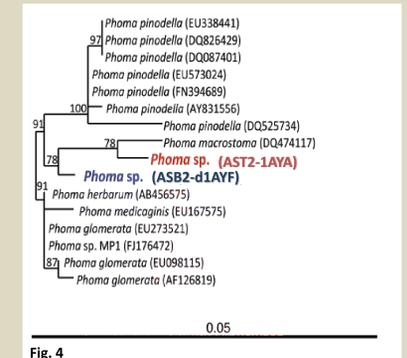 Phoma pinodella (EU338441)
97 Phoma pinodella (DQ826429)
Phoma pinodella (DQ087401)
Phoma pinodella (EU573024)
Phoma pinodella (FN394689)
100 Phoma pinodella (AY831556)
Phoma pinodella (DQ525734)
91
78 Phoma macrostoma (DQ474117)
78 Phoma sp. (AST2-1AYA)
Phoma sp. (ASB2-d1AYF)
91 Phoma herbarum (AB456575)
Phoma medicaginis (EU167575)
Phoma glomerata (EU273521)
Phoma sp. MP1 (FJ176472)
87 Phoma glomerata (EU098115)
Phoma glomerata (AF126819)
0.05
Fig. 4